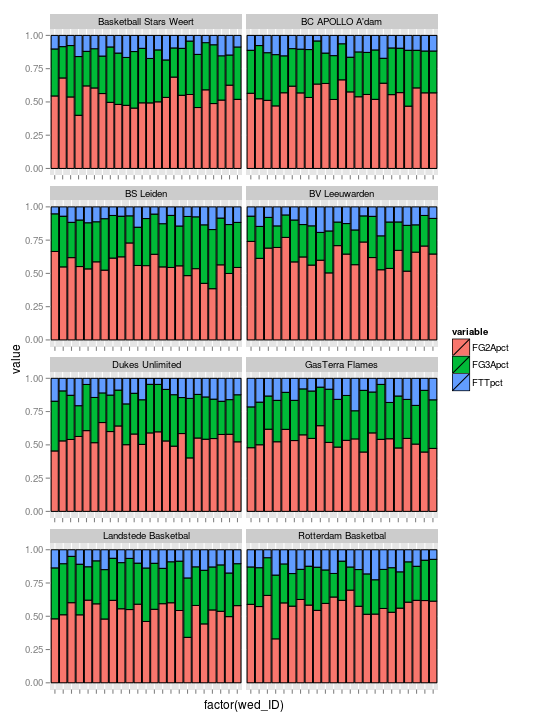 Basketball Stars Weert
BC APOLLO A'dam
1.00
0.75
0.50
0.25
0.00
BS Leiden
BV Leeuwarden
1.00
0.75
0.50
0.25
0.00
Dukes Unlimited
GasTerra Flames
1.00
0.75
0.50
0.25
0.00
Landstede Basketbal
Rotterdam Basketbal
1.00
0.75
0.50
0.25
0.00
value
factor(wed_ID)
variable
FG2Apct
FG3Apct
FTTpct